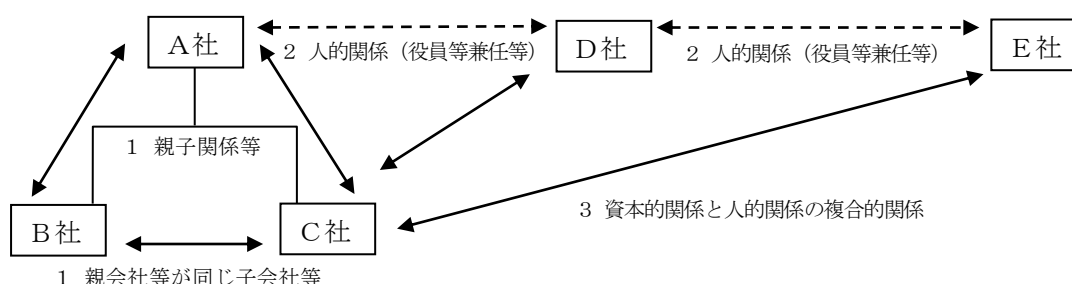 A社
2 人的関係（役員等兼任等）
D社
2 人的関係（役員等兼任等）
E社
1 親子関係等
B社
C社
3 資本的関係と人的関係の複合的関係
1 親会社等が同じ子会社等